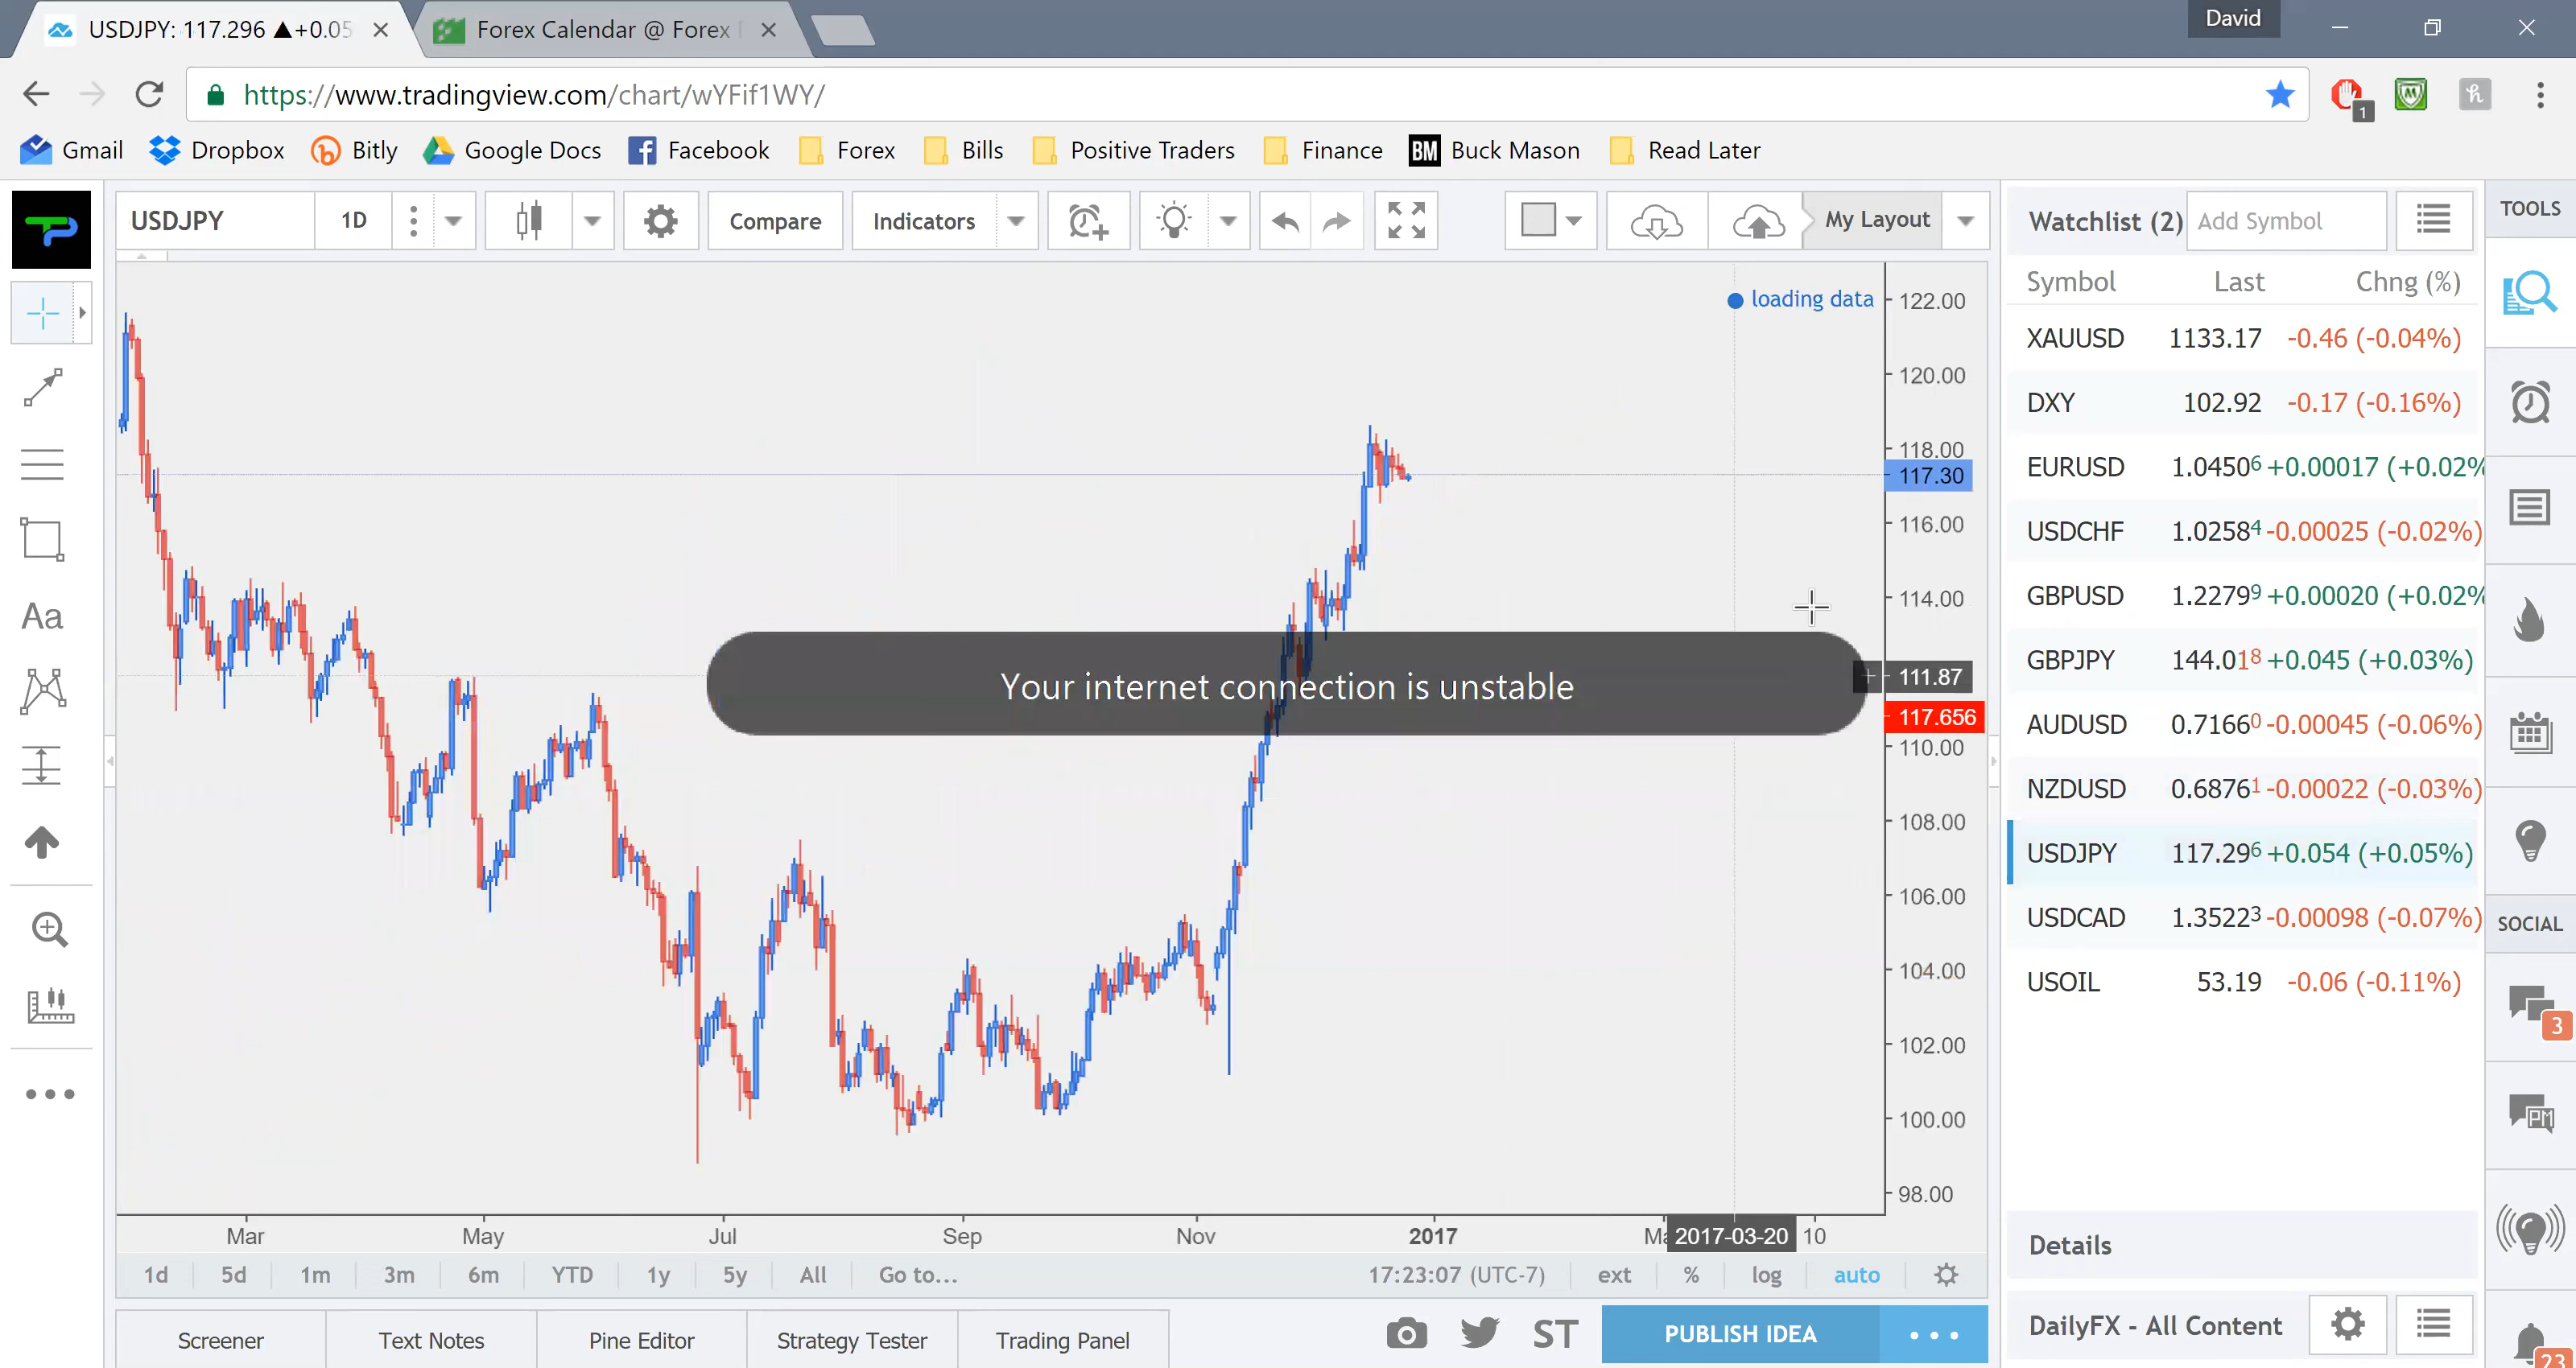 David
USDJPY: 117.296 ▲+0.05
Forex Calendar @ Forex
https://www.tradingview.com/chart/wYFif1WY/
1
Gmail Dropbox Bitly Google Docs Facebook Forex Bills Positive Traders Finance BM Buck Mason Read Later
USDJPY 1D Compare Indicators My Layout
Watchlist (2) Add Symbol
TOOLS
Symbol Last Chng (%)
XAUUSD 1133.17 -0.46 (-0.04%)
DXY 102.92 -0.17 (-0.16%)
EURUSD 1.04506 +0.00017 (+0.02%
USDCHF 1.02584 -0.00025 (-0.02%)
GBPUSD 1.22799 +0.00020 (+0.02%
GBPJPY 144.018 +0.045 (+0.03%)
AUDUSD 0.71660 -0.00045 (-0.06%)
NZDUSD 0.68761 -0.00022 (-0.03%)
USDJPY 117.296 +0.054 (+0.05%)
USDCAD 1.35223 -0.00098 (-0.07%)
USOIL 53.19 -0.06 (-0.11%)
SOCIAL
3
PM
23
Details
DailyFX - All Content
Aa
loading data
122.00
120.00
118.00
117.30
116.00
114.00
111.87
117.656
110.00
108.00
106.00
104.00
102.00
100.00
98.00
Your internet connection is unstable
Mar May Jul Sep Nov 2017 Ma 2017-03-20 10
1d 5d 1m 3m 6m YTD 1y 5y All Go to... 17:23:07 (UTC-7) ext % log auto
Screener Text Notes Pine Editor Strategy Tester Trading Panel ST PUBLISH IDEA